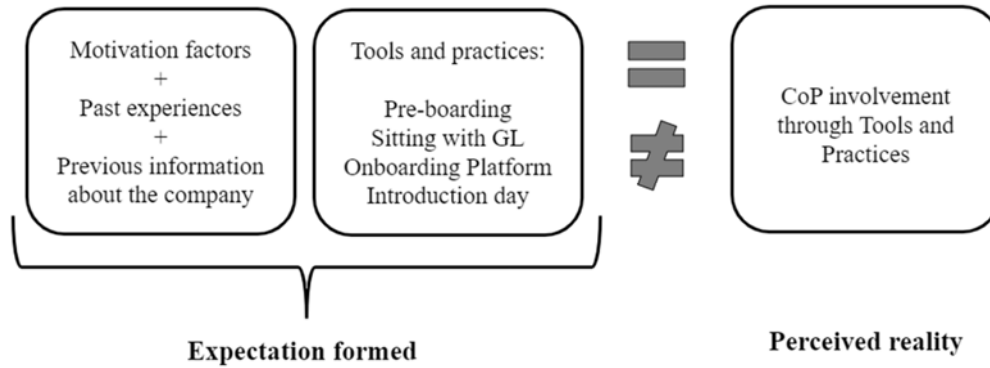 Motivation factors
+
Past experiences
+
Previous information
about the company
Tools and practices:
Pre-boarding
Sitting with GL
Onboarding Platform
Introduction day
=
≠
CoP involvement
through Tools and
Practices
Expectation formed
Perceived reality